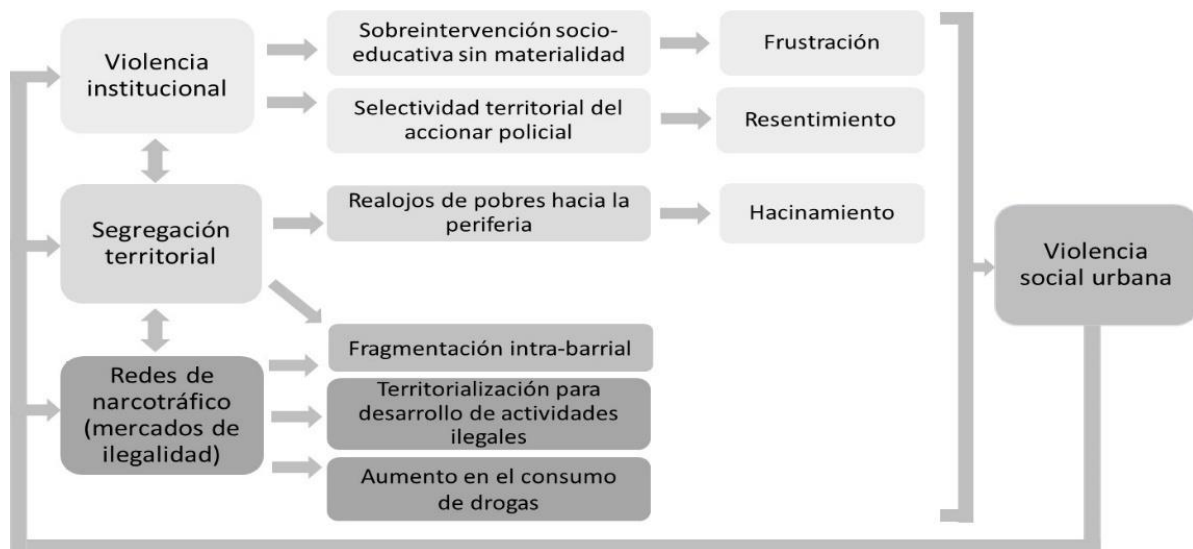 Violencia
institucional
Sobreintervención socio-
educativa sin materialidad
Frustración
Selectividad territorial del
accionar policial
Resentimiento
Segregación
territorial
Realojos de pobres hacia la
periferia
Hacinamiento
Fragmentación intra-barrial
Redes de
narcotráfico
(mercados de
ilegalidad)
Territorialización para
desarrollo de actividades
ilegales
Aumento en el consumo
de drogas
Violencia
social urbana